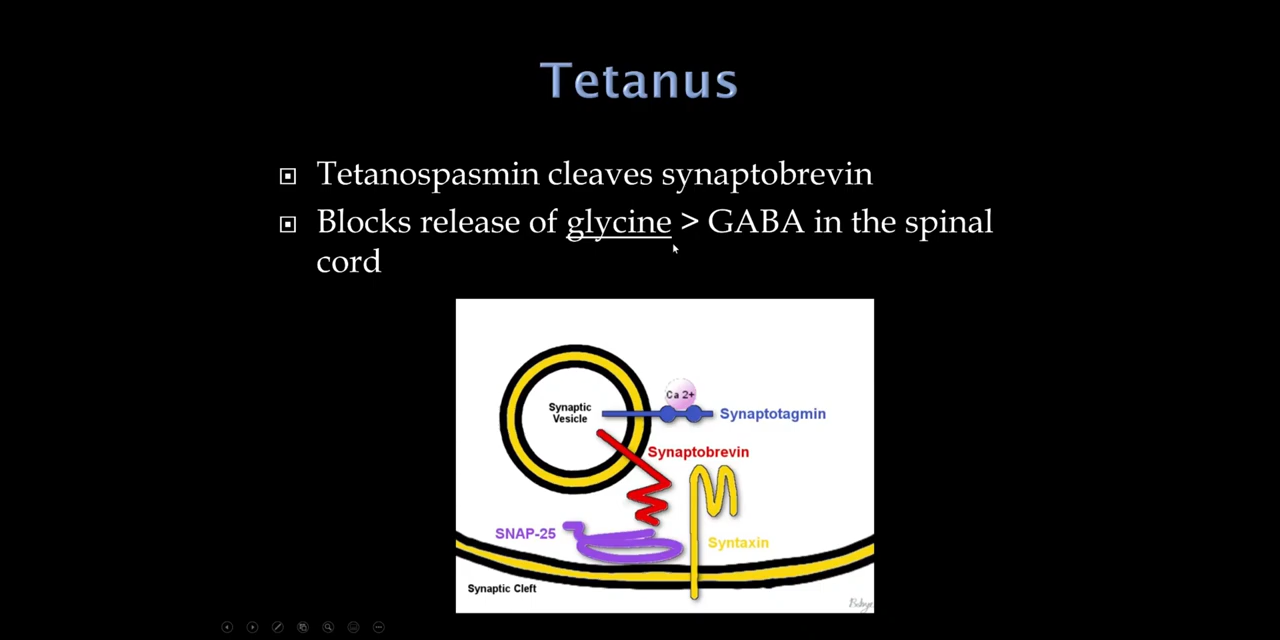 Tetanus
Tetanospasmin cleaves synaptobrevin
Blocks release of glycine > GABA in the spinal
cord
Synaptic
Vesicle
Ca 2+
Synaptotagmin
Synaptobrevin
SNAP-25
Syntaxin
Synaptic Cleft